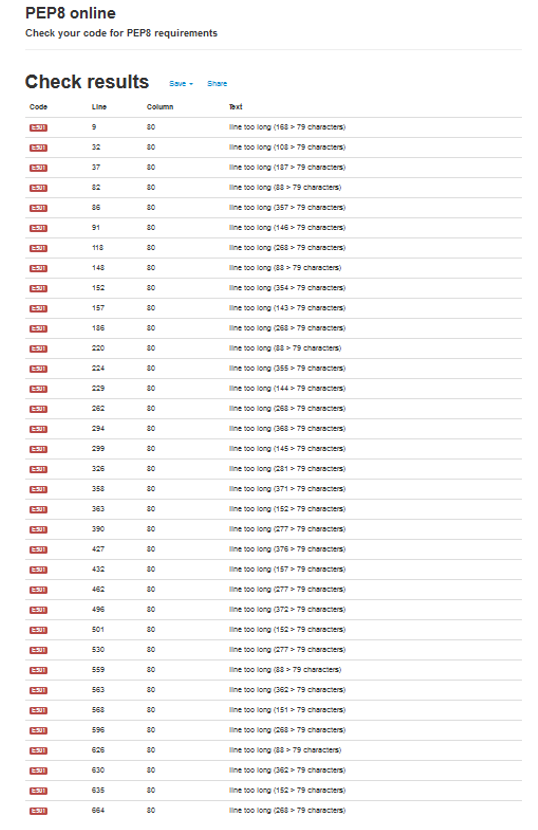 PEP8 online
Check your code for PEP8 requirements
Check results Save Share
Code Line Column Text
E501 9 80 line too long (168 > 79 characters)
E501 32 80 line too long (108 > 79 characters)
E501 37 80 line too long (187 > 79 characters)
E501 82 80 line too long (88 > 79 characters)
E501 86 80 line too long (357 > 79 characters)
E501 91 80 line too long (146 > 79 characters)
E501 118 80 line too long (268 > 79 characters)
E501 148 80 line too long (88 > 79 characters)
E501 152 80 line too long (354 > 79 characters)
E501 157 80 line too long (143 > 79 characters)
E501 186 80 line too long (268 > 79 characters)
E501 220 80 line too long (88 > 79 characters)
E501 224 80 line too long (355 > 79 characters)
E501 229 80 line too long (144 > 79 characters)
E501 262 80 line too long (268 > 79 characters)
E501 294 80 line too long (368 > 79 characters)
E501 299 80 line too long (145 > 79 characters)
E501 326 80 line too long (281 > 79 characters)
E501 358 80 line too long (371 > 79 characters)
E501 363 80 line too long (152 > 79 characters)
E501 390 80 line too long (277 > 79 characters)
E501 427 80 line too long (376 > 79 characters)
E501 432 80 line too long (157 > 79 characters)
E501 462 80 line too long (277 > 79 characters)
E501 496 80 line too long (372 > 79 characters)
E501 501 80 line too long (152 > 79 characters)
E501 530 80 line too long (277 > 79 characters)
E501 559 80 line too long (88 > 79 characters)
E501 563 80 line too long (362 > 79 characters)
E501 568 80 line too long (151 > 79 characters)
E501 596 80 line too long (268 > 79 characters)
E501 626 80 line too long (88 > 79 characters)
E501 630 80 line too long (362 > 79 characters)
E501 635 80 line too long (152 > 79 characters)
E501 664 80 line too long (268 > 79 characters)